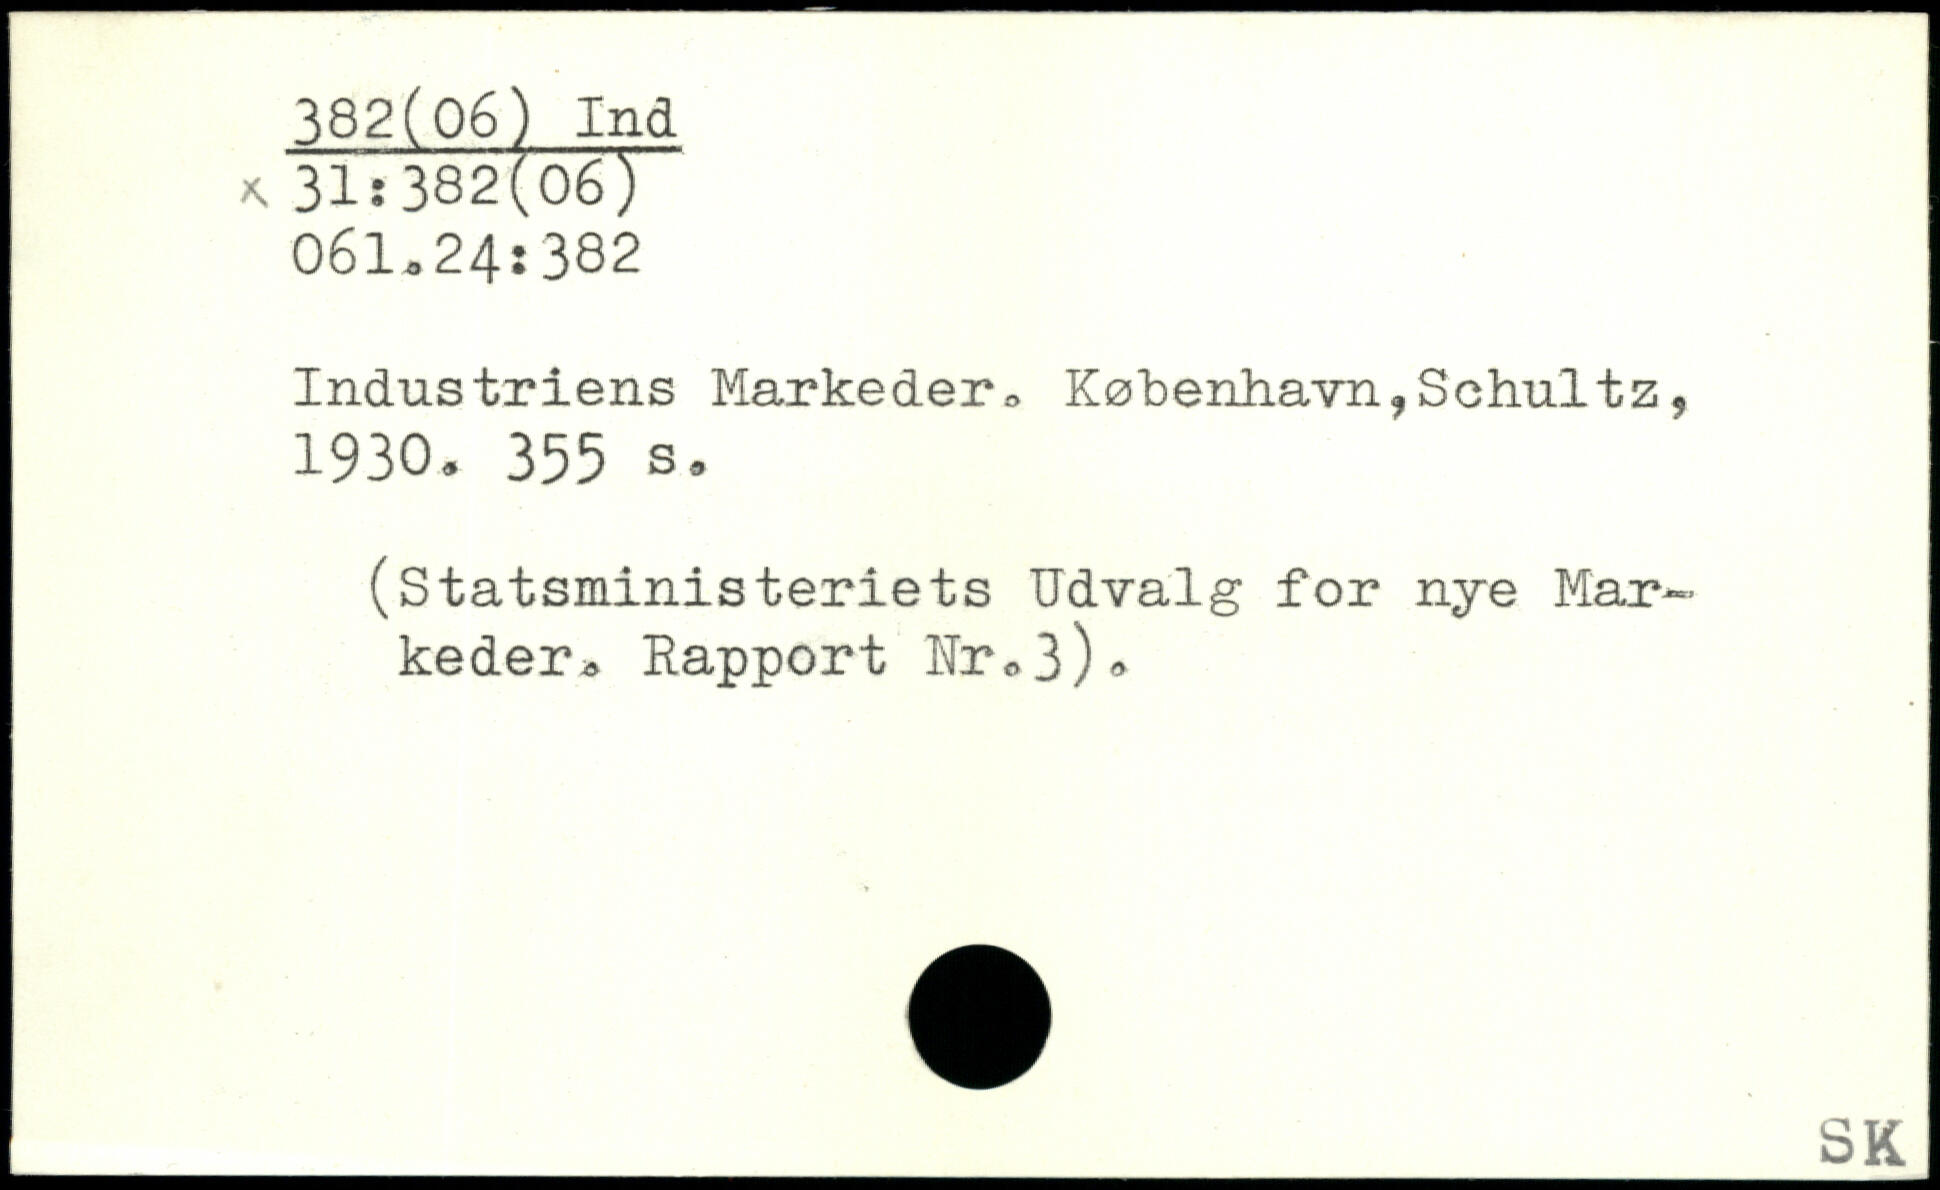 382(06) Ind
x 31:382(06)
061.24:382
Industriens Markeder. København,Schultz,
1930. 355 s.
(Statsministeriets Udvalg for nye Mar-
keder. Rapport Nr.3).
SK